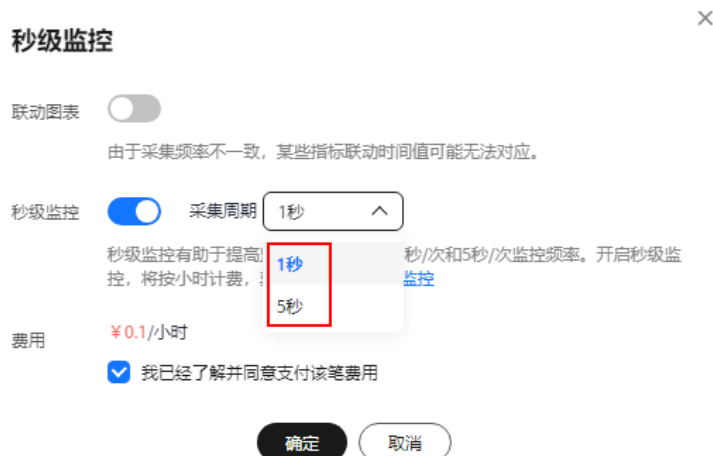 秒级监控
联动图表
由于采集频率不一致，某些指标联动时间值可能无法对应。
秒级监控 采集周期 1秒
秒级监控有助于提高 秒/次和5秒/次监控频率。开启秒级监
控，将按小时计费， 监控
1秒
5秒
费用 ￥0.1/小时
我已经了解并同意支付该笔费用
确定 取消